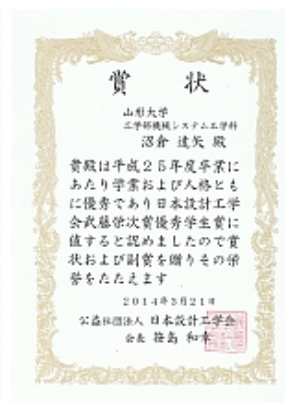 賞状
山形大学
工学部機械システム工学科
沼倉 達矢 殿
貴殿は平成25年度卒業に
あたり学業および人格とも
に優秀であり日本設計工学
会武藤栄次賞優秀学生賞に
値すると認めましたので賞
状および副賞を贈りその栄
誉をたたえます
2014年3月21日
公益社団法人 日本設計工学会
会長 笹島 和幸